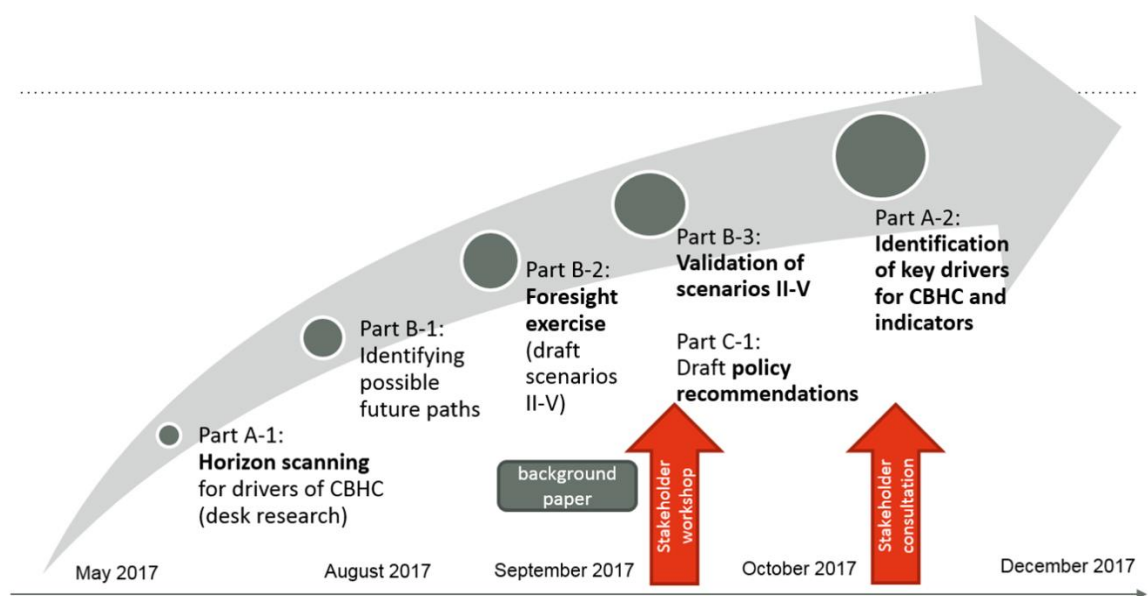 Part A-1:
Horizon scanning
for drivers of CBHC
(desk research)
Part B-1:
Identifying
possible
future paths
Part B-2:
Foresight
exercise
(draft
scenarios
II-V)
background
paper
Part B-3:
Validation of
scenarios II-V
Part C-1:
Draft policy
recommendations
Stakeholder
workshop
Part A-2:
Identification
of key drivers
for CBHC and
indicators
Stakeholder
consultation
May 2017
August 2017
September 2017
October 2017
December 2017